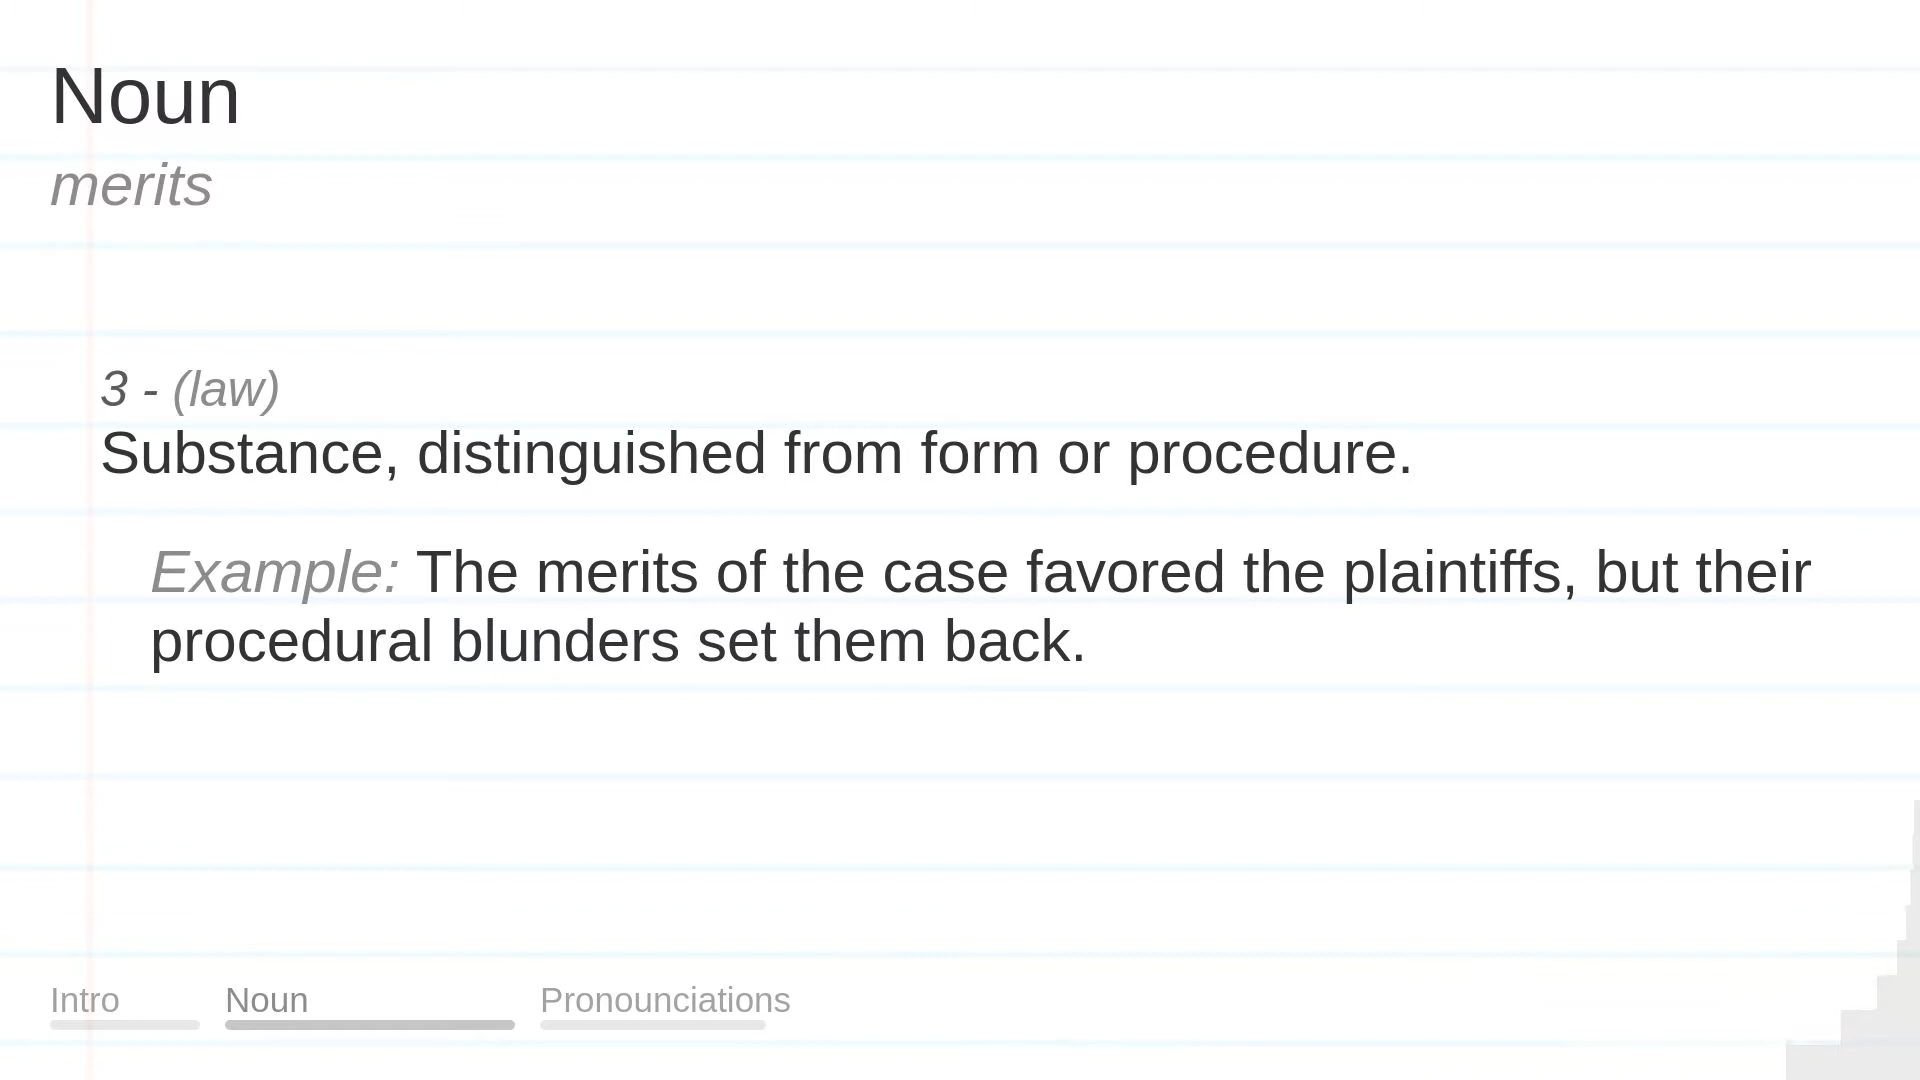 Noun
merits
3 - (law)
Substance, distinguished from form or procedure.
Example: The merits of the case favored the plaintiffs, but their
procedural blunders set them back.
Intro
Noun
Pronounciations